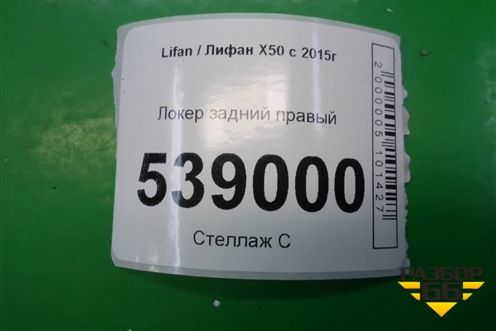 Lifan / Лифан X50 с 2015г
Локер задний правый
539000
Стеллаж С
2000005101427
РАЗБОР
66